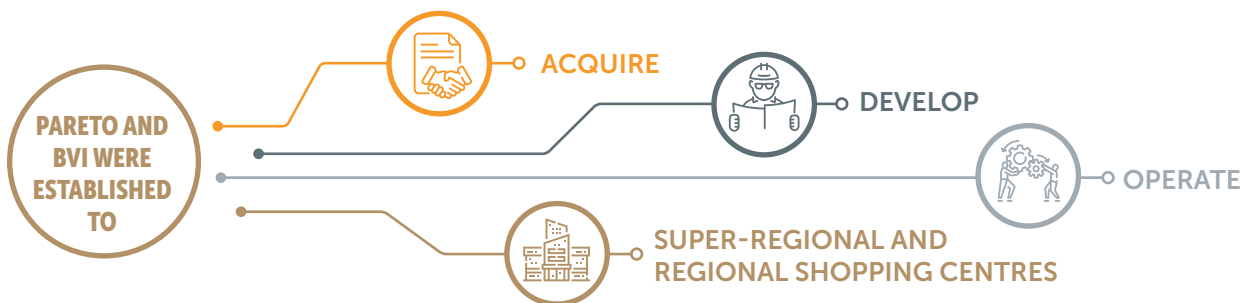 PARETO AND
BVI WERE
ESTABLISHED
TO
ACQUIRE
DEVELOP
OPERATE
SUPER-REGIONAL AND
REGIONAL SHOPPING CENTRES